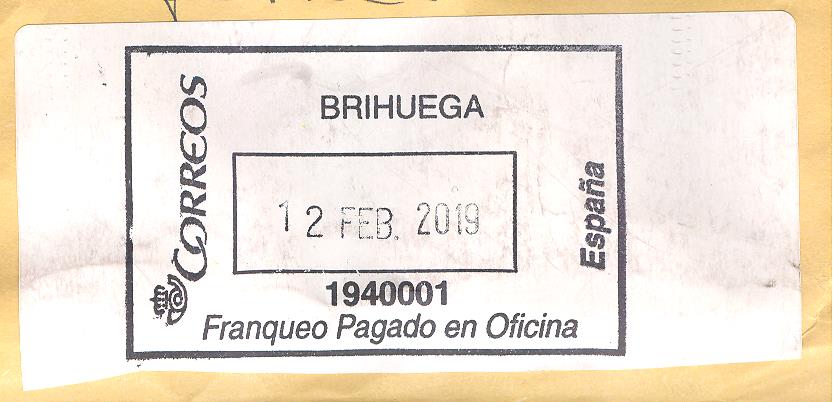 CORREOS
BRIHUEGA
12 FEB. 2019
España
1940001
Franqueo Pagado en Oficina